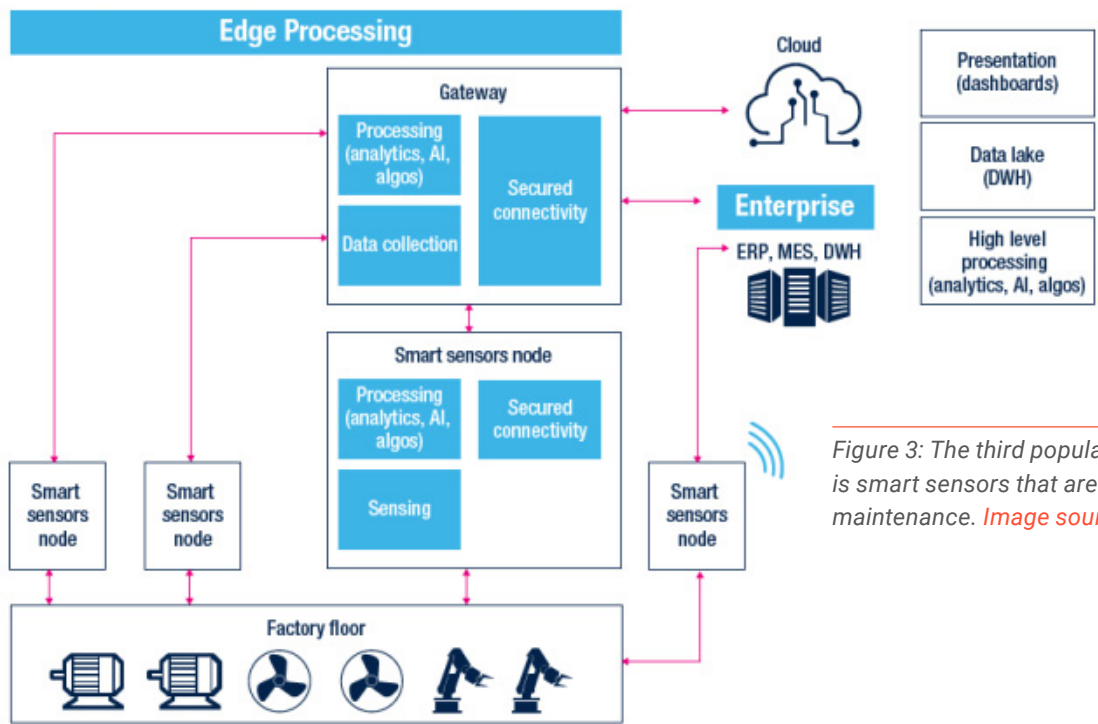 Edge Processing
Gateway
Processing
(analytics, AI,
algos)
Secured
connectivity
Data collection
Smart sensors node
Processing
(analytics, AI,
algos)
Secured
connectivity
Sensing
Smart
sensors
node
Smart
sensors
node
Smart
sensors
node
Factory floor
Cloud
Enterprise
ERP, MES, DWH
Presentation
(dashboards)
Data lake
(DWH)
High level
processing
(analytics, AI, algos)
Figure 3: The third
is smart sensors that are
maintenance. Image